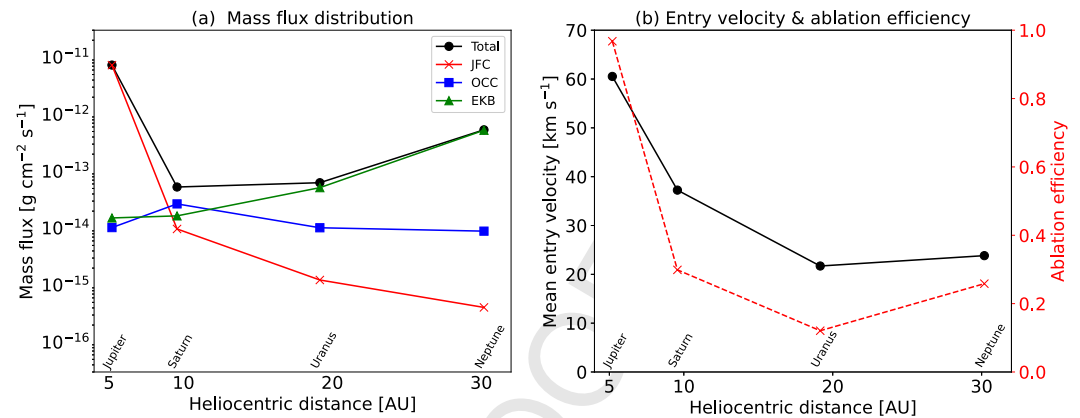 (a) Mass flux distribution
Mass flux [g cm⁻² s⁻¹]
10⁻¹¹
10⁻¹²
10⁻¹³
10⁻¹⁴
10⁻¹⁵
10⁻¹⁶
Total
JFC
OCC
EKB
Jupiter
Saturn
Uranus
Neptune
5
10
20
30
Heliocentric distance [AU]
(b) Entry velocity & ablation efficiency
Mean entry velocity [km s⁻¹]
70
60
50
40
30
20
10
0
Jupiter
Saturn
Uranus
Neptune
5
10
20
30
Heliocentric distance [AU]
1.0
0.8
0.6
0.4
0.2
0.0
Ablation efficiency